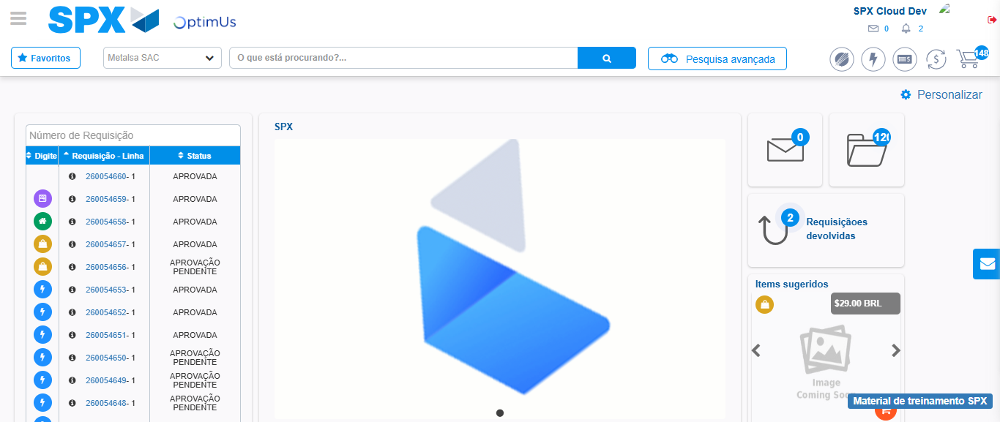 SPX
OptimUs
SPX Cloud Dev
0
2
Favoritos
Metalsa SAC
O que está procurando?...
Pesquisa avançada
148
Personalizar
Número de Requisição
Digite
Requisição - Linha
Status
260054660- 1
APROVADA
260054659- 1
APROVADA
260054658- 1
APROVADA
260054657- 1
APROVADA
260054656- 1
APROVAÇÃO
PENDENTE
260054653- 1
APROVADA
260054652- 1
APROVADA
260054651- 1
APROVADA
260054650- 1
APROVAÇÃO
PENDENTE
260054649- 1
APROVAÇÃO
PENDENTE
260054648- 1
APROVAÇÃO
PENDENTE
SPX
0
120
2
Requisiçãoes
devolvidas
Items sugeridos
$29.00 BRL
Image
Coming Soo
Material de treinamento SPX